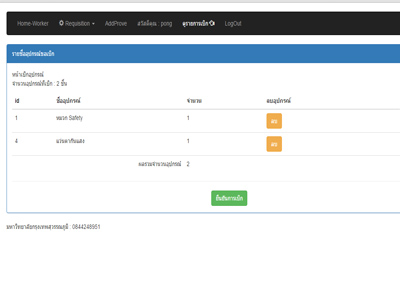 Home-Worker Requisition AddProve สวัสดีคุณ : pong ดูรายการเบิก LogOut
รายชื่ออุปกรณ์ขอเบิก
หน้าเบิกอุปกรณ์
จำนวนอุปกรณ์ที่เบิก : 2 ชิ้น
id ชื่ออุปกรณ์ จำนวน ลบอุปกรณ์
1 หมวก Safety 1 ลบ
4 แว่นตากันแสง 1 ลบ
ผลรวมจำนวนอุปกรณ์ 2
ยืนยันการเบิก
มหาวิทยาลัยกรุงเทพสุวรรณภูมิ : 0844248951